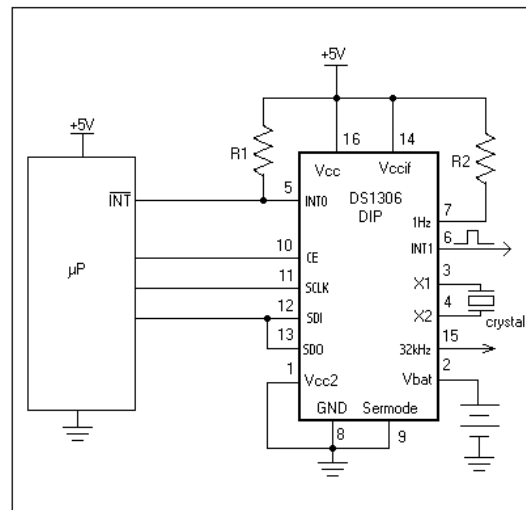 +5V
+5V
16
14
R1
R2
Vcc
Vccif
5
DS1306
7
INT
INT0
DIP
1Hz
6
INT1
10
μP
CE
3
11
X1
SCLK
4
12
X2
crystal
SDI
13
15
SDO
32kHz
1
2
Vcc2
Vbat
GND
Sermode
8
9